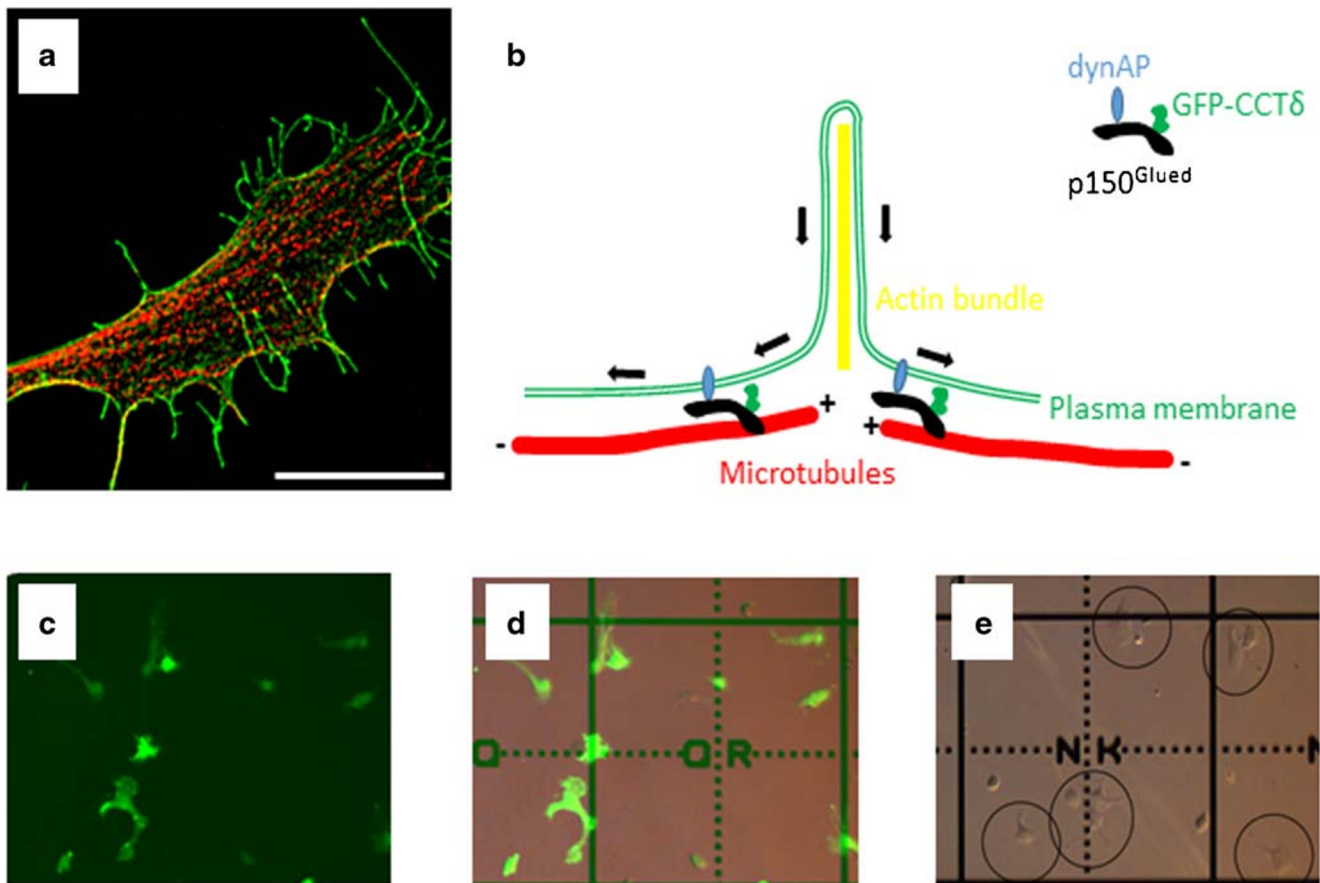 a
b
dynAP
GFP-CCTδ
p150Glued
Actin bundle
+
+
Plasma membrane
-
-
Microtubules
c
d
e
Q
Q R
N K